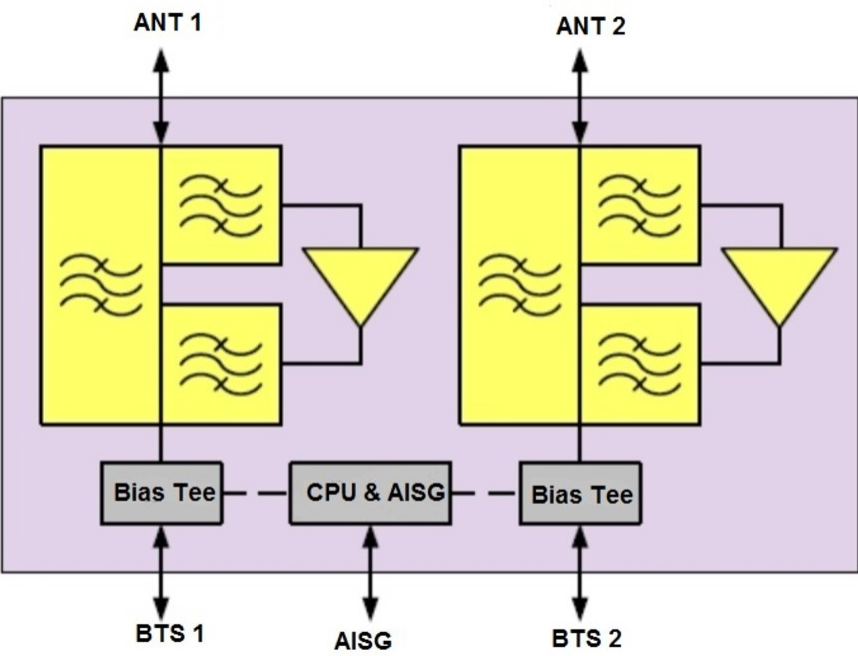 ANT 1
ANT 2
Bias Tee
CPU & AISG
Bias Tee
BTS 1
AISG
BTS 2